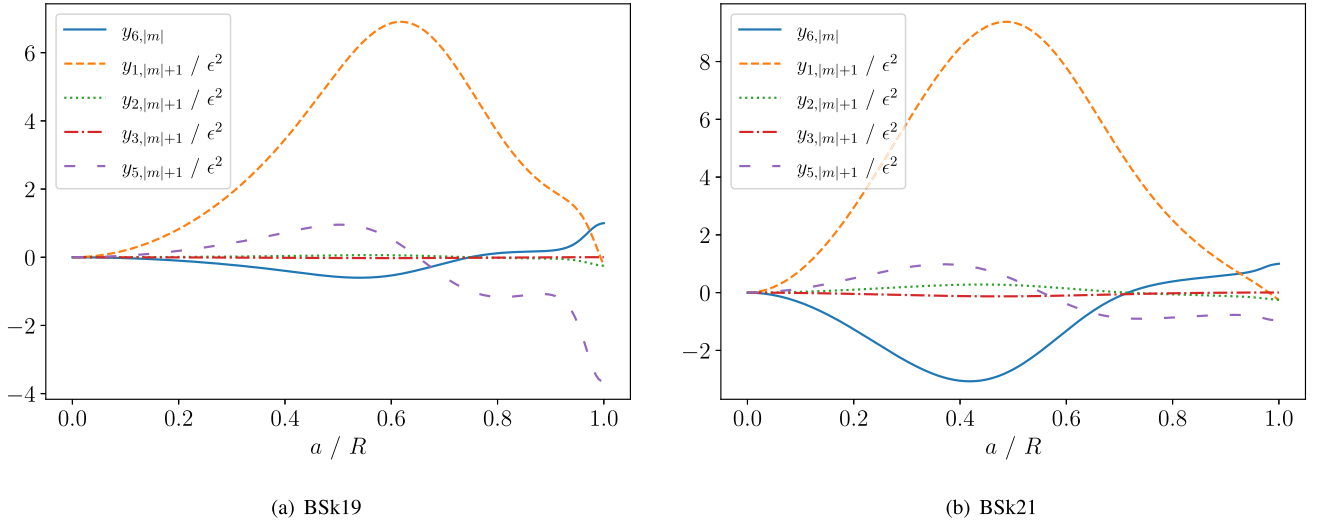 6
4
2
0
−2
−4
y6,|m|
y1,|m|+1 / ϵ²
y2,|m|+1 / ϵ²
y3,|m|+1 / ϵ²
y5,|m|+1 / ϵ²
0.0 0.2 0.4 0.6 0.8 1.0
a / R
(a) BSk19
8
6
4
2
0
−2
y6,|m|
y1,|m|+1 / ϵ²
y2,|m|+1 / ϵ²
y3,|m|+1 / ϵ²
y5,|m|+1 / ϵ²
0.0 0.2 0.4 0.6 0.8 1.0
a / R
(b) BSk21